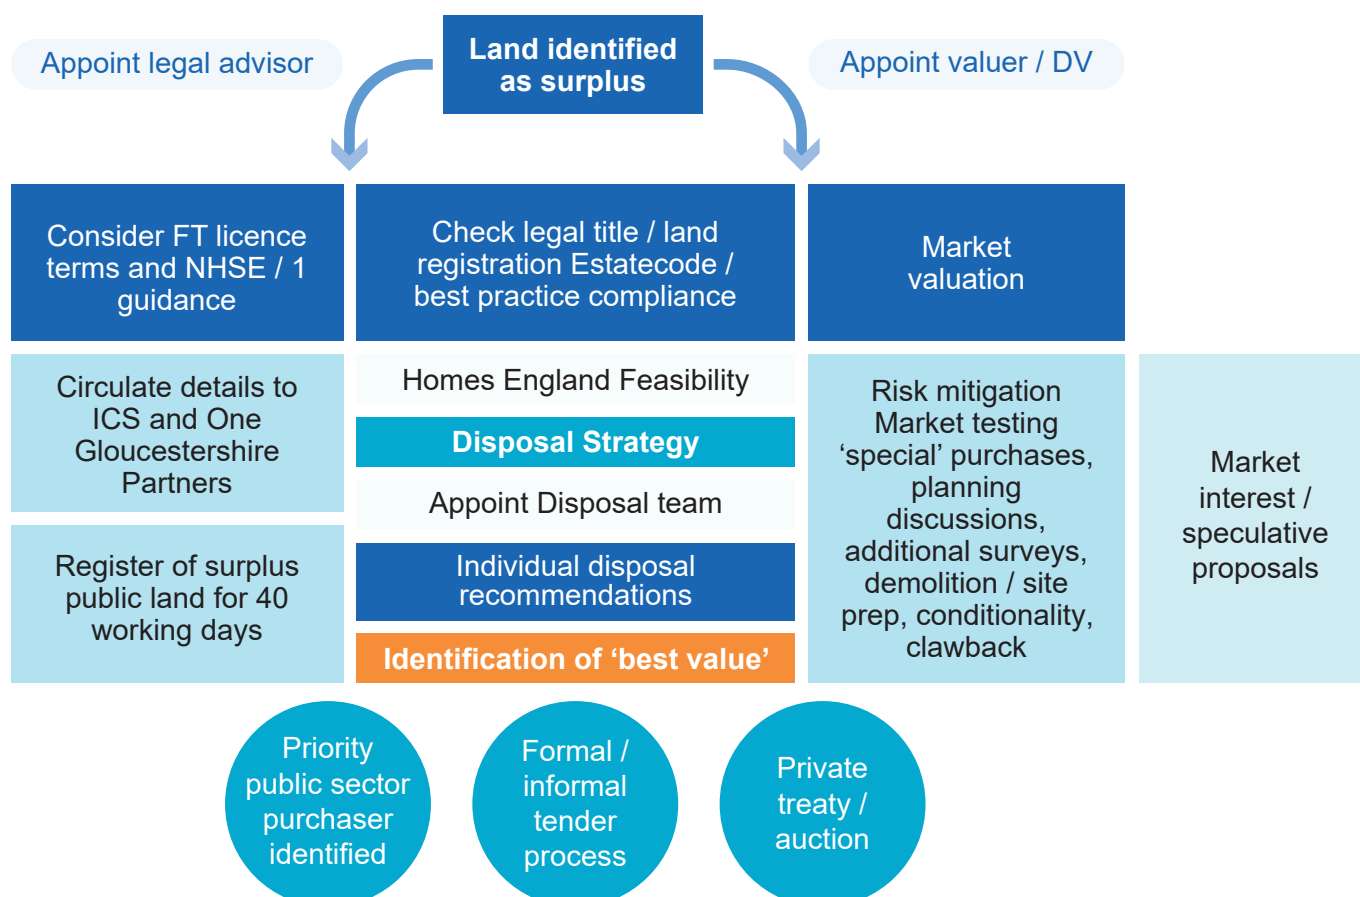 Appoint legal advisor
Land identified
as surplus
Appoint valuer / DV
Consider FT licence
terms and NHSE / 1
guidance
Check legal title / land
registration Estatecode /
best practice compliance
Market
valuation
Circulate details to
ICS and One
Gloucestershire
Partners
Register of surplus
public land for 40
working days
Homes England Feasibility
Disposal Strategy
Appoint Disposal team
Individual disposal
recommendations
Identification of ‘best value’
Risk mitigation
Market testing
‘special’ purchases,
planning
discussions,
additional surveys,
demolition / site
prep, conditionality,
clawback
Market
interest /
speculative
proposals
Priority
public sector
purchaser
identified
Formal /
informal
tender
process
Private
treaty /
auction